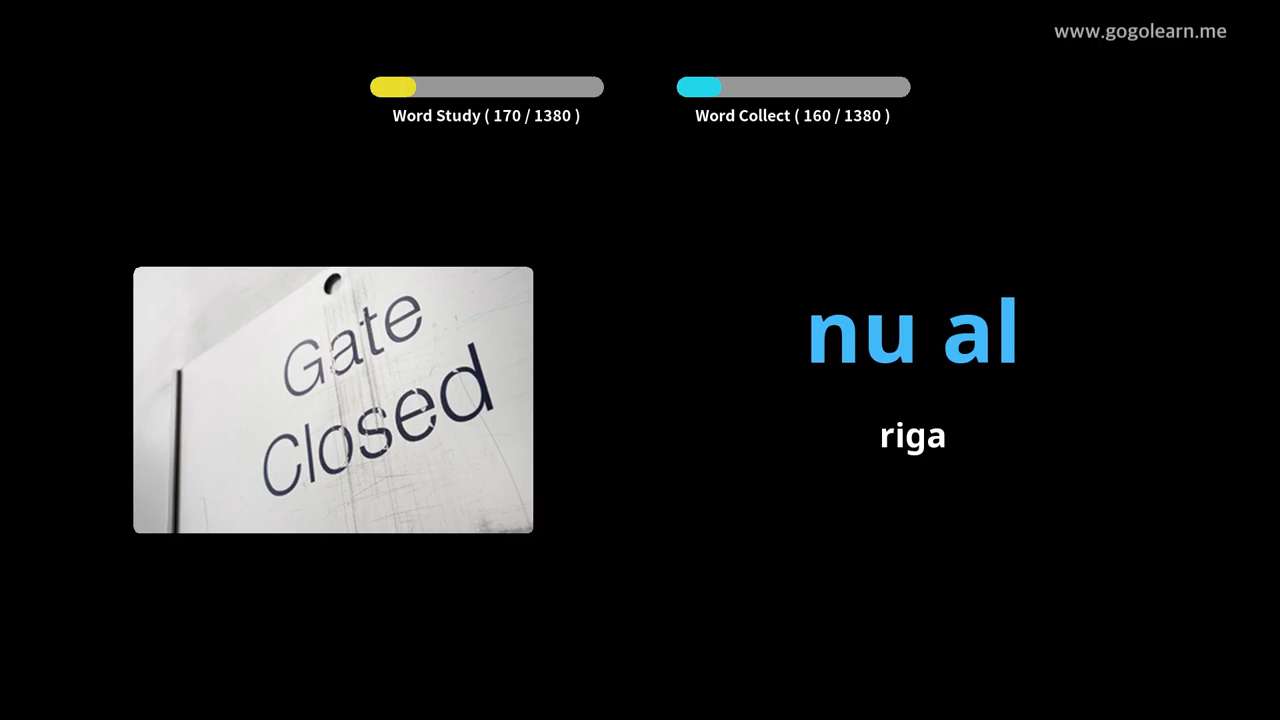 www.gogolearn.me
Word Study ( 170 / 1380 )
Word Collect ( 160 / 1380 )
Gate
Closed
nu al
riga